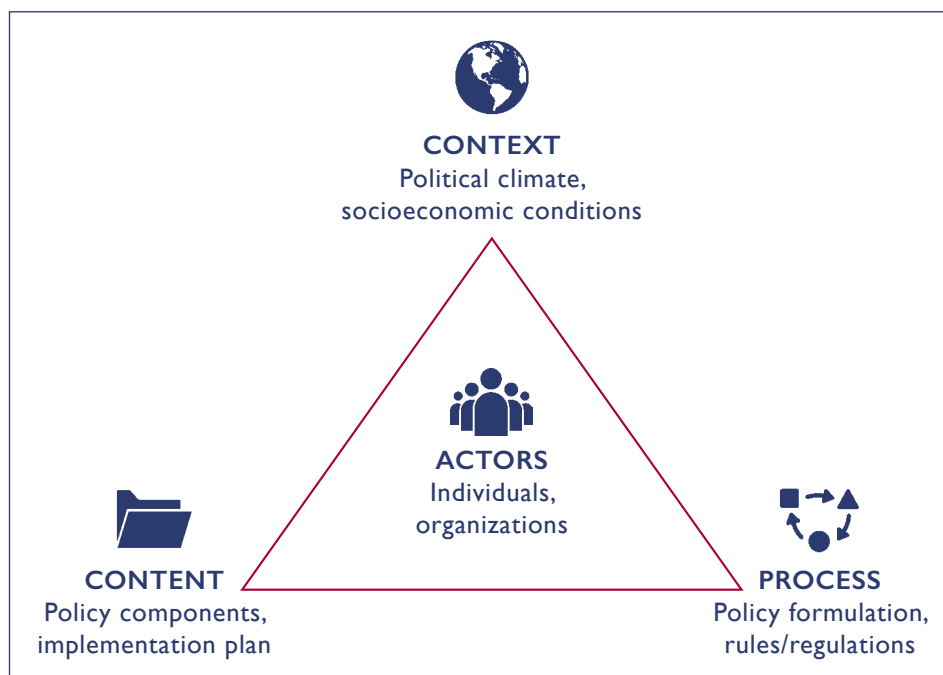 CONTEXT
Political climate,
socioeconomic conditions
ACTORS
Individuals,
organizations
CONTENT
Policy components,
implementation plan
PROCESS
Policy formulation,
rules/regulations